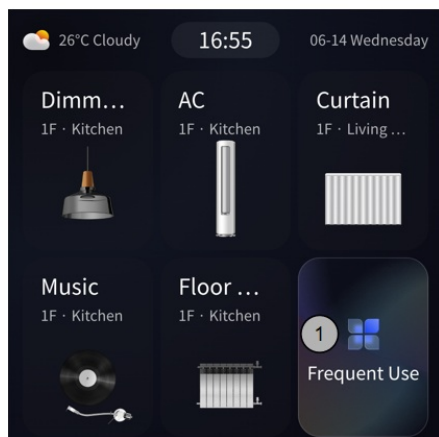 26°C Cloudy
16:55
06-14 Wednesday
Dimm...
AC
Curtain
1F · Kitchen
1F · Kitchen
1F · Living ...
Music
Floor ...
1F · Kitchen
1F · Kitchen
1
Frequent Use